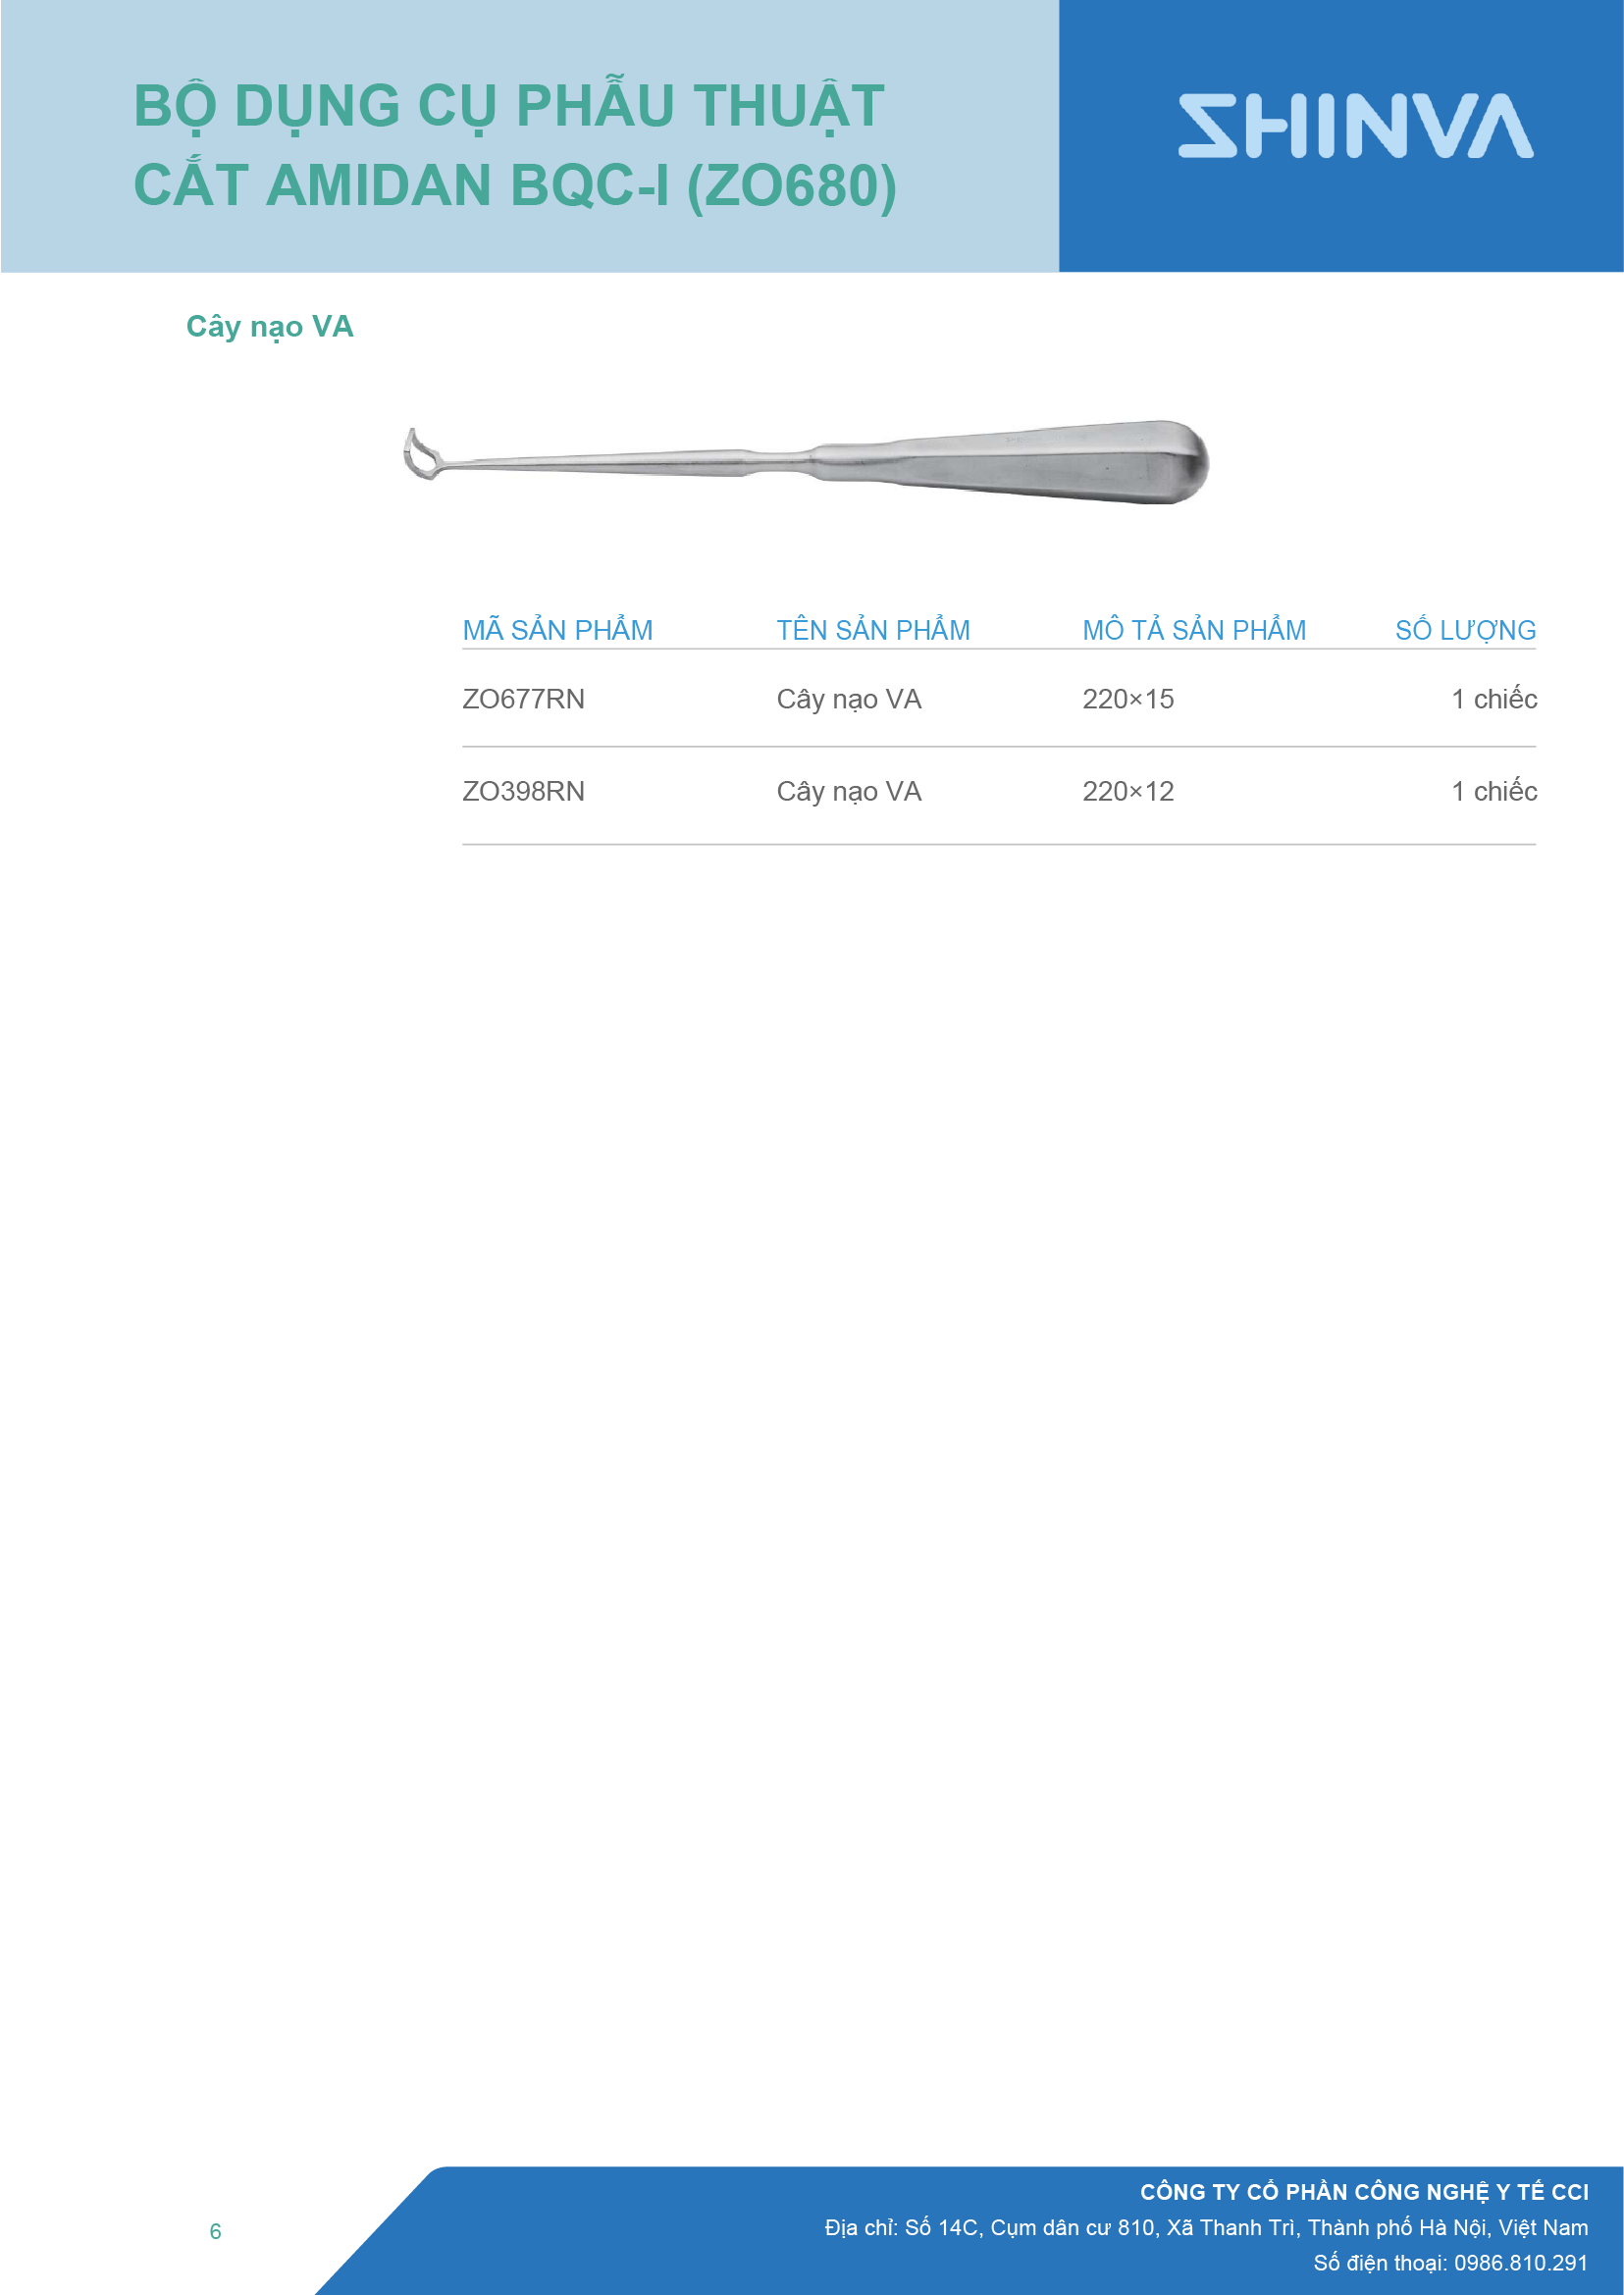 BỘ DỤNG CỤ PHẪU THUẬT
CẮT AMIDAN BQC-I (ZO680)
SHINVA
Cây nạo VA
MÃ SẢN PHẨM TÊN SẢN PHẨM MÔ TẢ SẢN PHẨM SỐ LƯỢNG
ZO677RN Cây nạo VA 220×15 1 chiếc
ZO398RN Cây nạo VA 220×12 1 chiếc
CÔNG TY CỔ PHẦN CÔNG NGHỆ Y TẾ CCI
Địa chỉ: Số 14C, Cụm dân cư 810, Xã Thanh Trì, Thành phố Hà Nội, Việt Nam
Số điện thoại: 0986.810.291
6